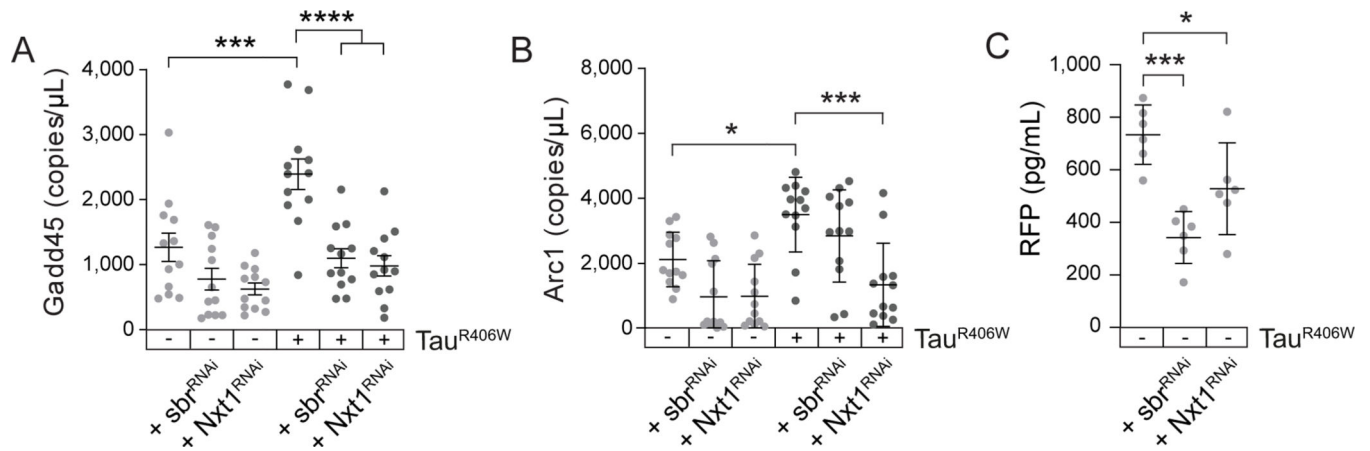 A
Gadd45 (copies/µL)
4,000
3,000
2,000
1,000
0
***
****
- - - + + + Tau^R406W
+ sbr^RNAi
+ Nxt1^RNAi
+ sbr^RNAi
+ Nxt1^RNAi
B
Arc1 (copies/µL)
8,000
6,000
4,000
2,000
0
*
***
- - - + + + Tau^R406W
+ sbr^RNAi
+ Nxt1^RNAi
+ sbr^RNAi
+ Nxt1^RNAi
C
RFP (pg/mL)
1,000
800
600
400
200
0
*
***
- - - Tau^R406W
+ sbr^RNAi
+ Nxt1^RNAi